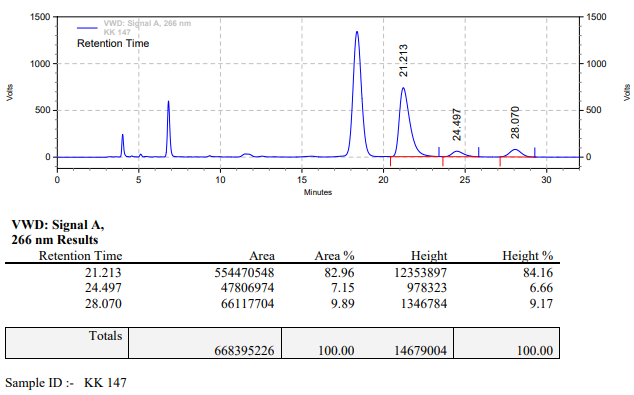 VWD: Signal A, 266 nm
KK 147
Retention Time
1500
1000
500
0
Volts
21.213
24.497
28.070
1500
1000
500
0
Volts
0 5 10 15 20 25 30
Minutes
VWD: Signal A,
266 nm Results
Retention Time Area Area % Height Height %
21.213 554470548 82.96 12353897 84.16
24.497 47806974 7.15 978323 6.66
28.070 66117704 9.89 1346784 9.17
Totals
668395226 100.00 14679004 100.00
Sample ID :- KK 147